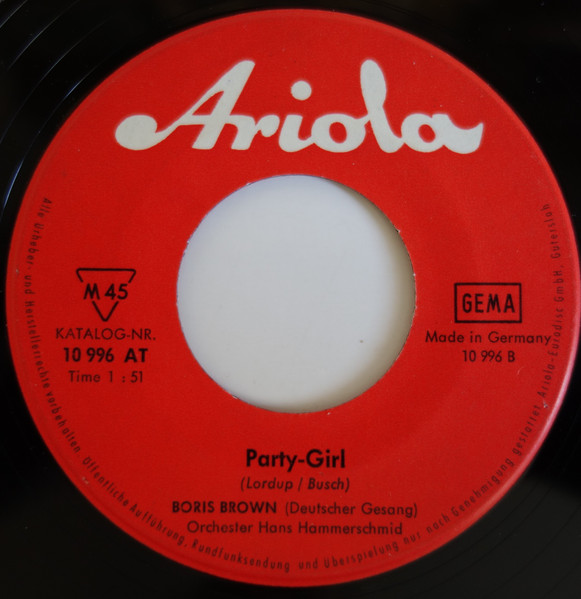 Ariola
M 45
KATALOG-NR.
10 996 AT
Time 1 : 51
GEMA
Made in Germany
10 996 B
Party-Girl
(Lordup / Busch)
BORIS BROWN (Deutscher Gesang)
Orchester Hans Hammerschmid
Alle Urheber- und Herstellerrechte vorbehalten. Öffentliche Aufführung, Rundfunksendung und Überspielung nur nach Genehmigung gestattet. Ariola-Eurodisc GmbH, Gütersloh